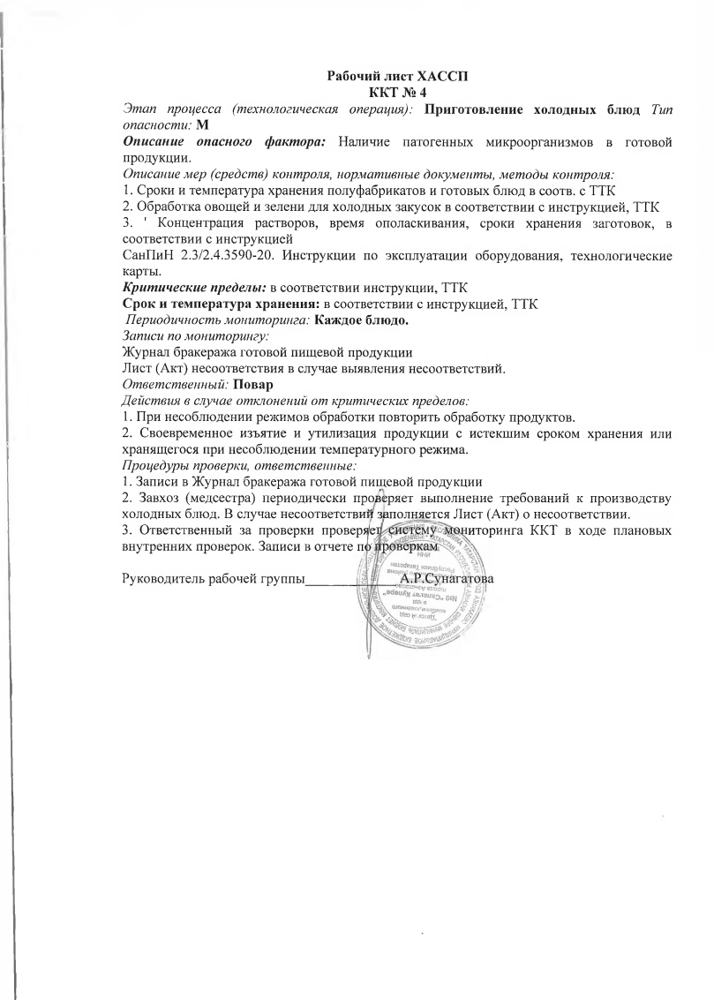 Рабочий лист ХАССП
ККТ № 4
Этап процесса (технологическая операция): Приготовление холодных блюд Тип
опасности: М
Описание опасного фактора: Наличие патогенных микроорганизмов в готовой
продукции.
Описание мер (средств) контроля, нормативные документы, методы контроля:
1. Сроки и температура хранения полуфабрикатов и готовых блюд в соотв. с ТТК
2. Обработка овощей и зелени для холодных закусок в соответствии с инструкцией, ТТК
3. ' Концентрация растворов, время ополаскивания, сроки хранения заготовок, в
соответствии с инструкцией
СанПиН 2.3/2.4.3590-20. Инструкции по эксплуатации оборудования, технологические
карты.
Критические пределы: в соответствии инструкции, ТТК
Срок и температура хранения: в соответствии с инструкцией, ТТК
Периодичность мониторинга: Каждое блюдо.
Записи по мониторингу:
Журнал бракеража готовой пищевой продукции
Лист (Акт) несоответствия в случае выявления несоответствий.
Ответственный: Повар
Действия в случае отклонений от критических пределов:
1. При несоблюдении режимов обработки повторить обработку продуктов.
2. Своевременное изъятие и утилизация продукции с истекшим сроком хранения или
хранящегося при несоблюдении температурного режима.
Процедуры проверки, ответственные:
1. Записи в Журнал бракеража готовой пищевой продукции
2. Завхоз (медсестра) периодически проверяет выполнение требований к производству
холодных блюд. В случае несоответствий заполняется Лист (Акт) о несоответствии.
3. Ответственный за проверки проверяет систему мониторинга ККТ в ходе плановых
внутренних проверок. Записи в отчете по проверкам
Руководитель рабочей группы______________ А.Р.Сунагатова